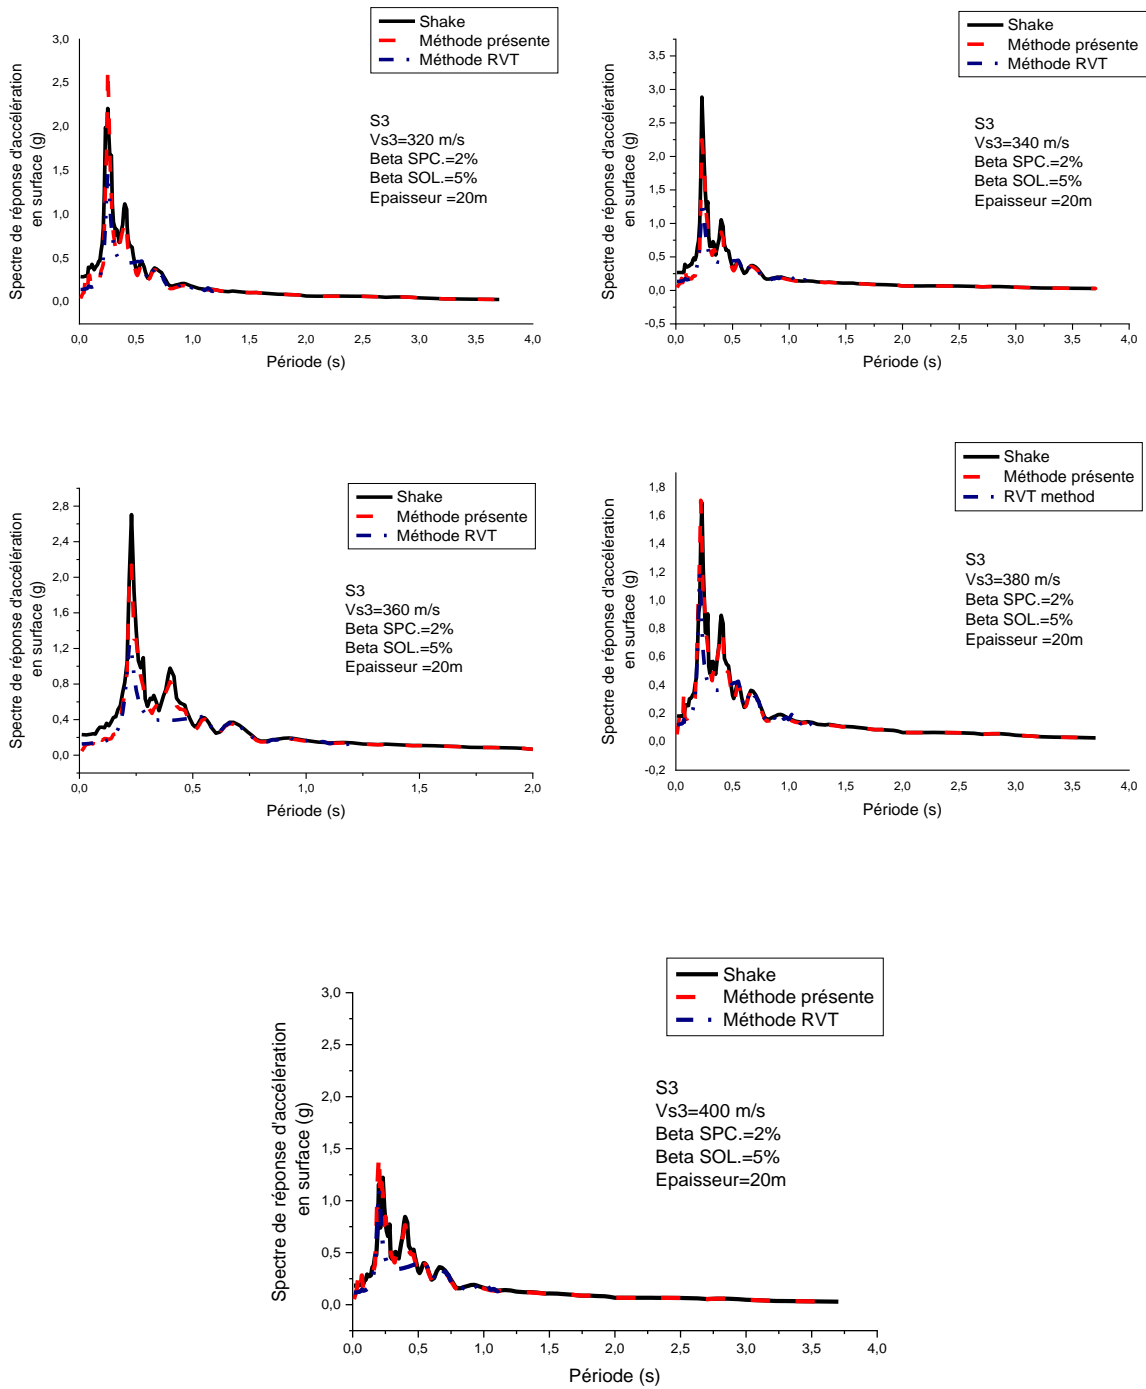 Shake
Méthode présente
Méthode RVT
S3
Vs3=320 m/s
Beta SPC.=2%
Beta SOL.=5%
Epaisseur =20m
Spectre de réponse d'accélération
en surface (g)
3,0
2,5
2,0
1,5
1,0
0,5
0,0
0,0 0,5 1,0 1,5 2,0 2,5 3,0 3,5 4,0
Période (s)
Shake
Méthode présente
Méthode RVT
S3
Vs3=340 m/s
Beta SPC.=2%
Beta SOL.=5%
Epaisseur =20m
Spectre de réponse d'accélération
en surface (g)
3,5
3,0
2,5
2,0
1,5
1,0
0,5
0,0
-0,5
0,0 0,5 1,0 1,5 2,0 2,5 3,0 3,5 4,0
Période (s)
Shake
Méthode présente
Méthode RVT
S3
Vs3=360 m/s
Beta SPC.=2%
Beta SOL.=5%
Epaisseur =20m
Spectre de réponse d'accélération
en surface (g)
2,8
2,4
2,0
1,6
1,2
0,8
0,4
0,0
0,0 0,5 1,0 1,5 2,0
Période (s)
Shake
Méthode présente
RVT method
S3
Vs3=380 m/s
Beta SPC.=2%
Beta SOL.=5%
Epaisseur =20m
Spectre de réponse d'accélération
en surface (g)
1,8
1,6
1,4
1,2
1,0
0,8
0,6
0,4
0,2
0,0
-0,2
0,0 0,5 1,0 1,5 2,0 2,5 3,0 3,5 4,0
Période (s)
Shake
Méthode présente
Méthode RVT
S3
Vs3=400 m/s
Beta SPC.=2%
Beta SOL.=5%
Epaisseur=20m
Spectre de réponse d'accélération
en surface (g)
3,0
2,5
2,0
1,5
1,0
0,5
0,0
0,0 0,5 1,0 1,5 2,0 2,5 3,0 3,5 4,0
Période (s)